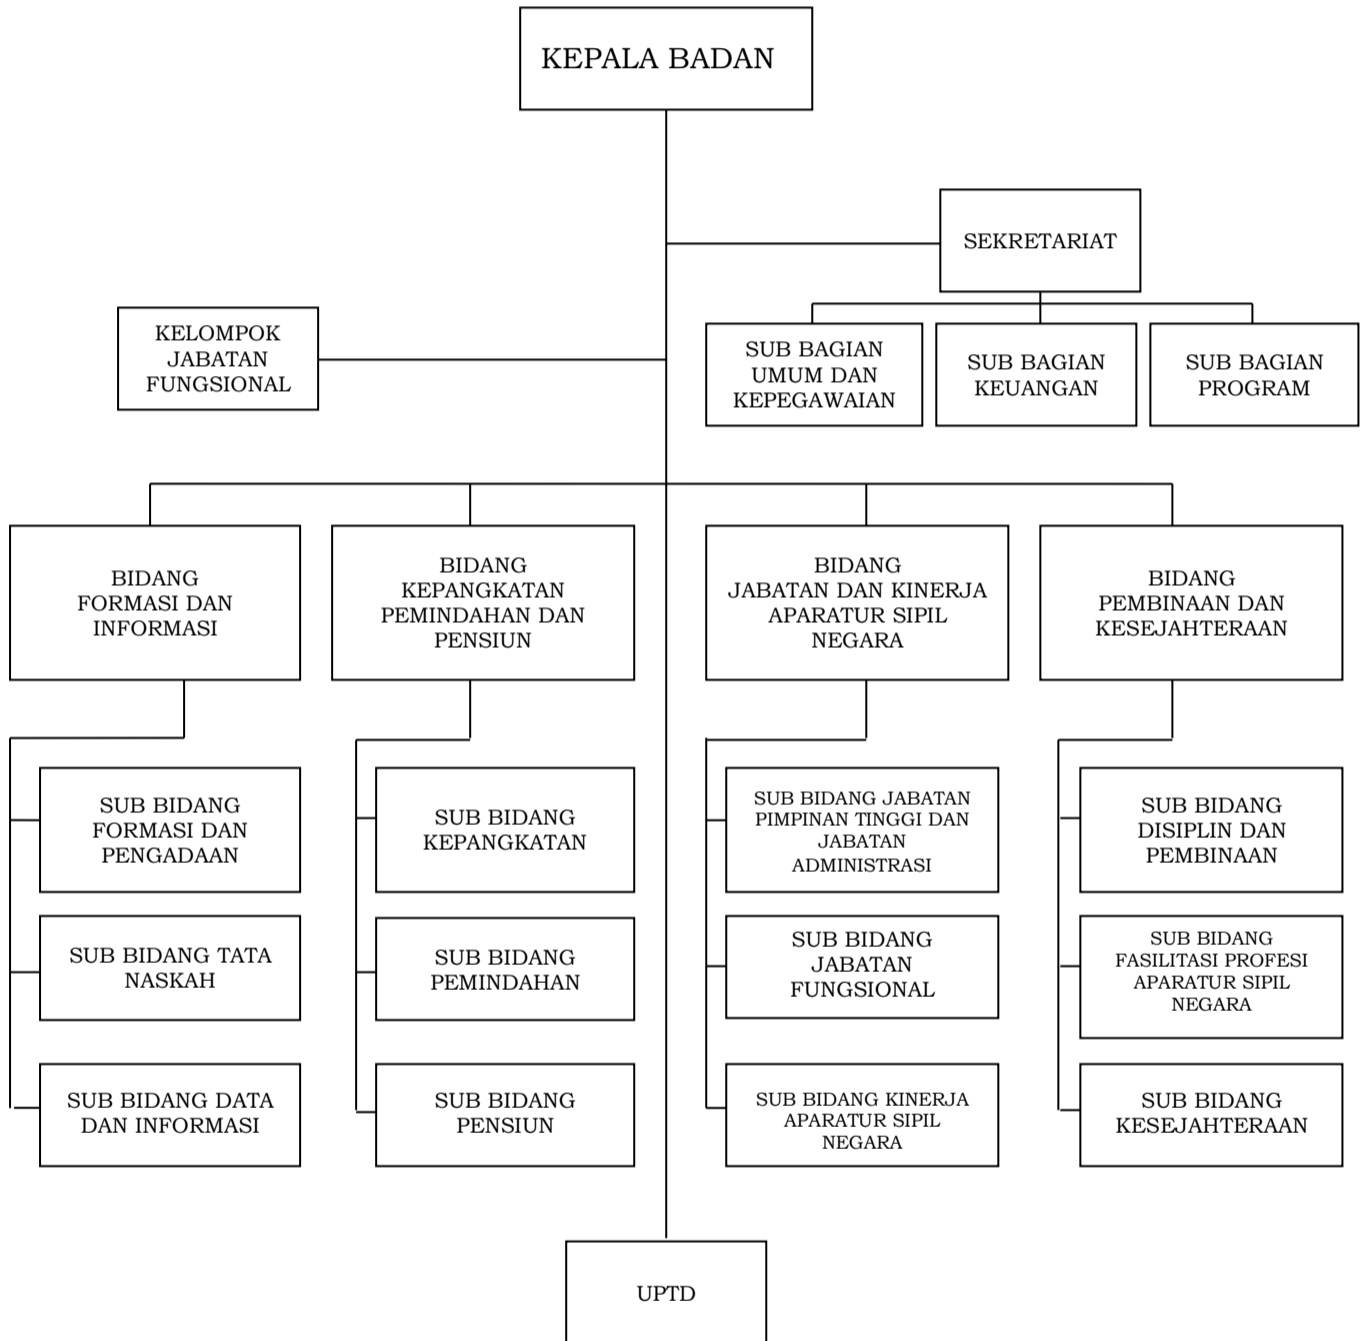 KEPALA BADAN
SEKRETARIAT
KELOMPOK
JABATAN
FUNGSIONAL
SUB BAGIAN
UMUM DAN
KEPEGAWAIAN
SUB BAGIAN
KEUANGAN
SUB BAGIAN
PROGRAM
BIDANG
FORMASI DAN
INFORMASI
BIDANG
KEPANGKATAN
PEMINDAHAN DAN
PENSIUN
BIDANG
JABATAN DAN KINERJA
APARATUR SIPIL
NEGARA
BIDANG
PEMBINAAN DAN
KESEJAHTERAAN
SUB BIDANG
FORMASI DAN
PENGADAAN
SUB BIDANG
KEPANGKATAN
SUB BIDANG JABATAN
PIMPINAN TINGGI DAN
JABATAN
ADMINISTRASI
SUB BIDANG
DISIPLIN DAN
PEMBINAAN
SUB BIDANG TATA
NASKAH
SUB BIDANG
PEMINDAHAN
SUB BIDANG
JABATAN
FUNGSIONAL
SUB BIDANG
FASILITASI PROFESI
APARATUR SIPIL
NEGARA
SUB BIDANG DATA
DAN INFORMASI
SUB BIDANG
PENSIUN
SUB BIDANG KINERJA
APARATUR SIPIL
NEGARA
SUB BIDANG
KESEJAHTERAAN
UPTD